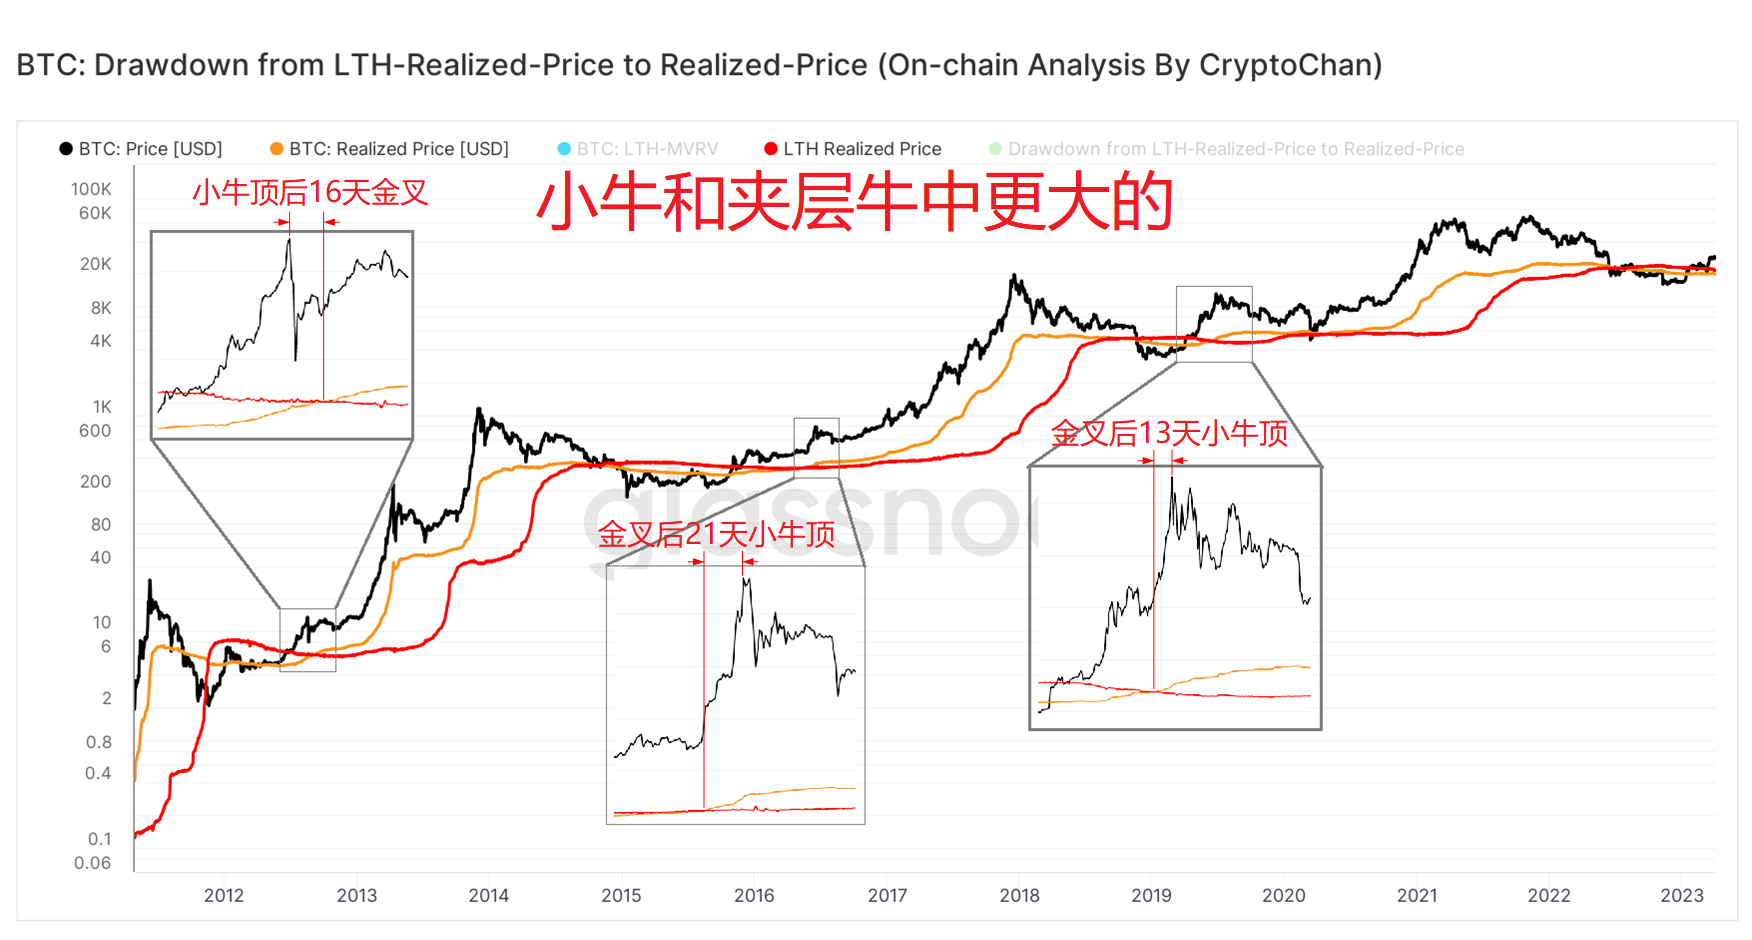 BTC: Drawdown from LTH-Realized-Price to Realized-Price (On-chain Analysis By CryptoChan)
BTC: Price [USD]
BTC: Realized Price [USD]
BTC: LTH-MVRV
LTH Realized Price
Drawdown from LTH-Realized-Price to Realized-Price
小牛顶后16天金叉
小牛和夹层牛中更大的
金叉后13天小牛顶
金叉后21天小牛顶
glassno
100K
60K
20K
8K
4K
1K
600
200
80
40
10
6
2
0.8
0.4
0.1
0.06
2012
2013
2014
2015
2016
2017
2018
2019
2020
2021
2022
2023